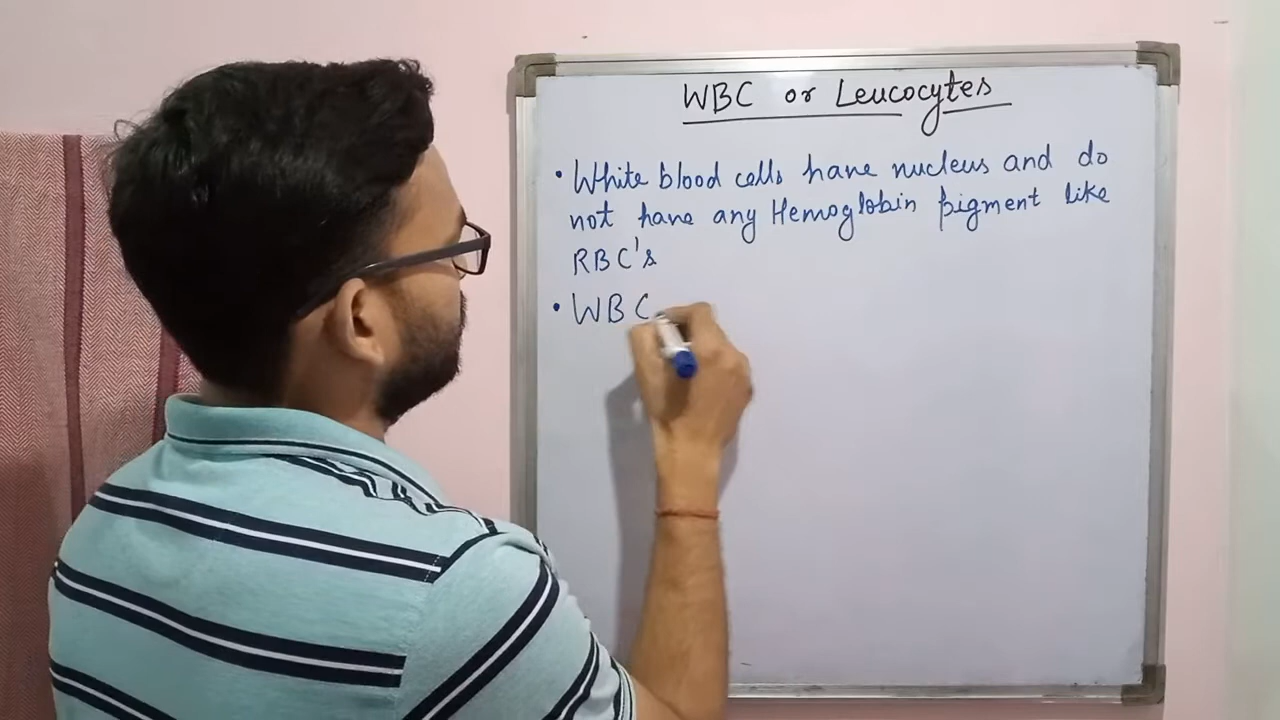 WBC or Leucocytes
• White blood cells have nucleus and do
not have any Hemoglobin pigment like
RBC's
• WBC